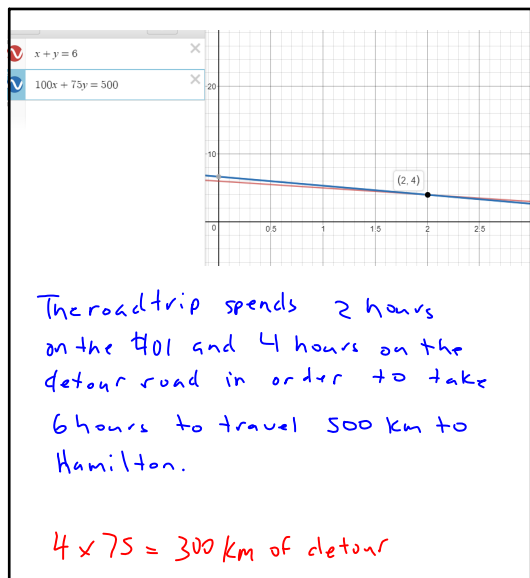 x + y = 6
100x + 75y = 500
20
10
(2, 4)
0
0.5
1
1.5
2
2.5
The road trip spends 2 hours
on the 401 and 4 hours on the
detour road in order to take
6 hours to travel 500 km to
Hamilton.
4 x 75 = 300 km of detour